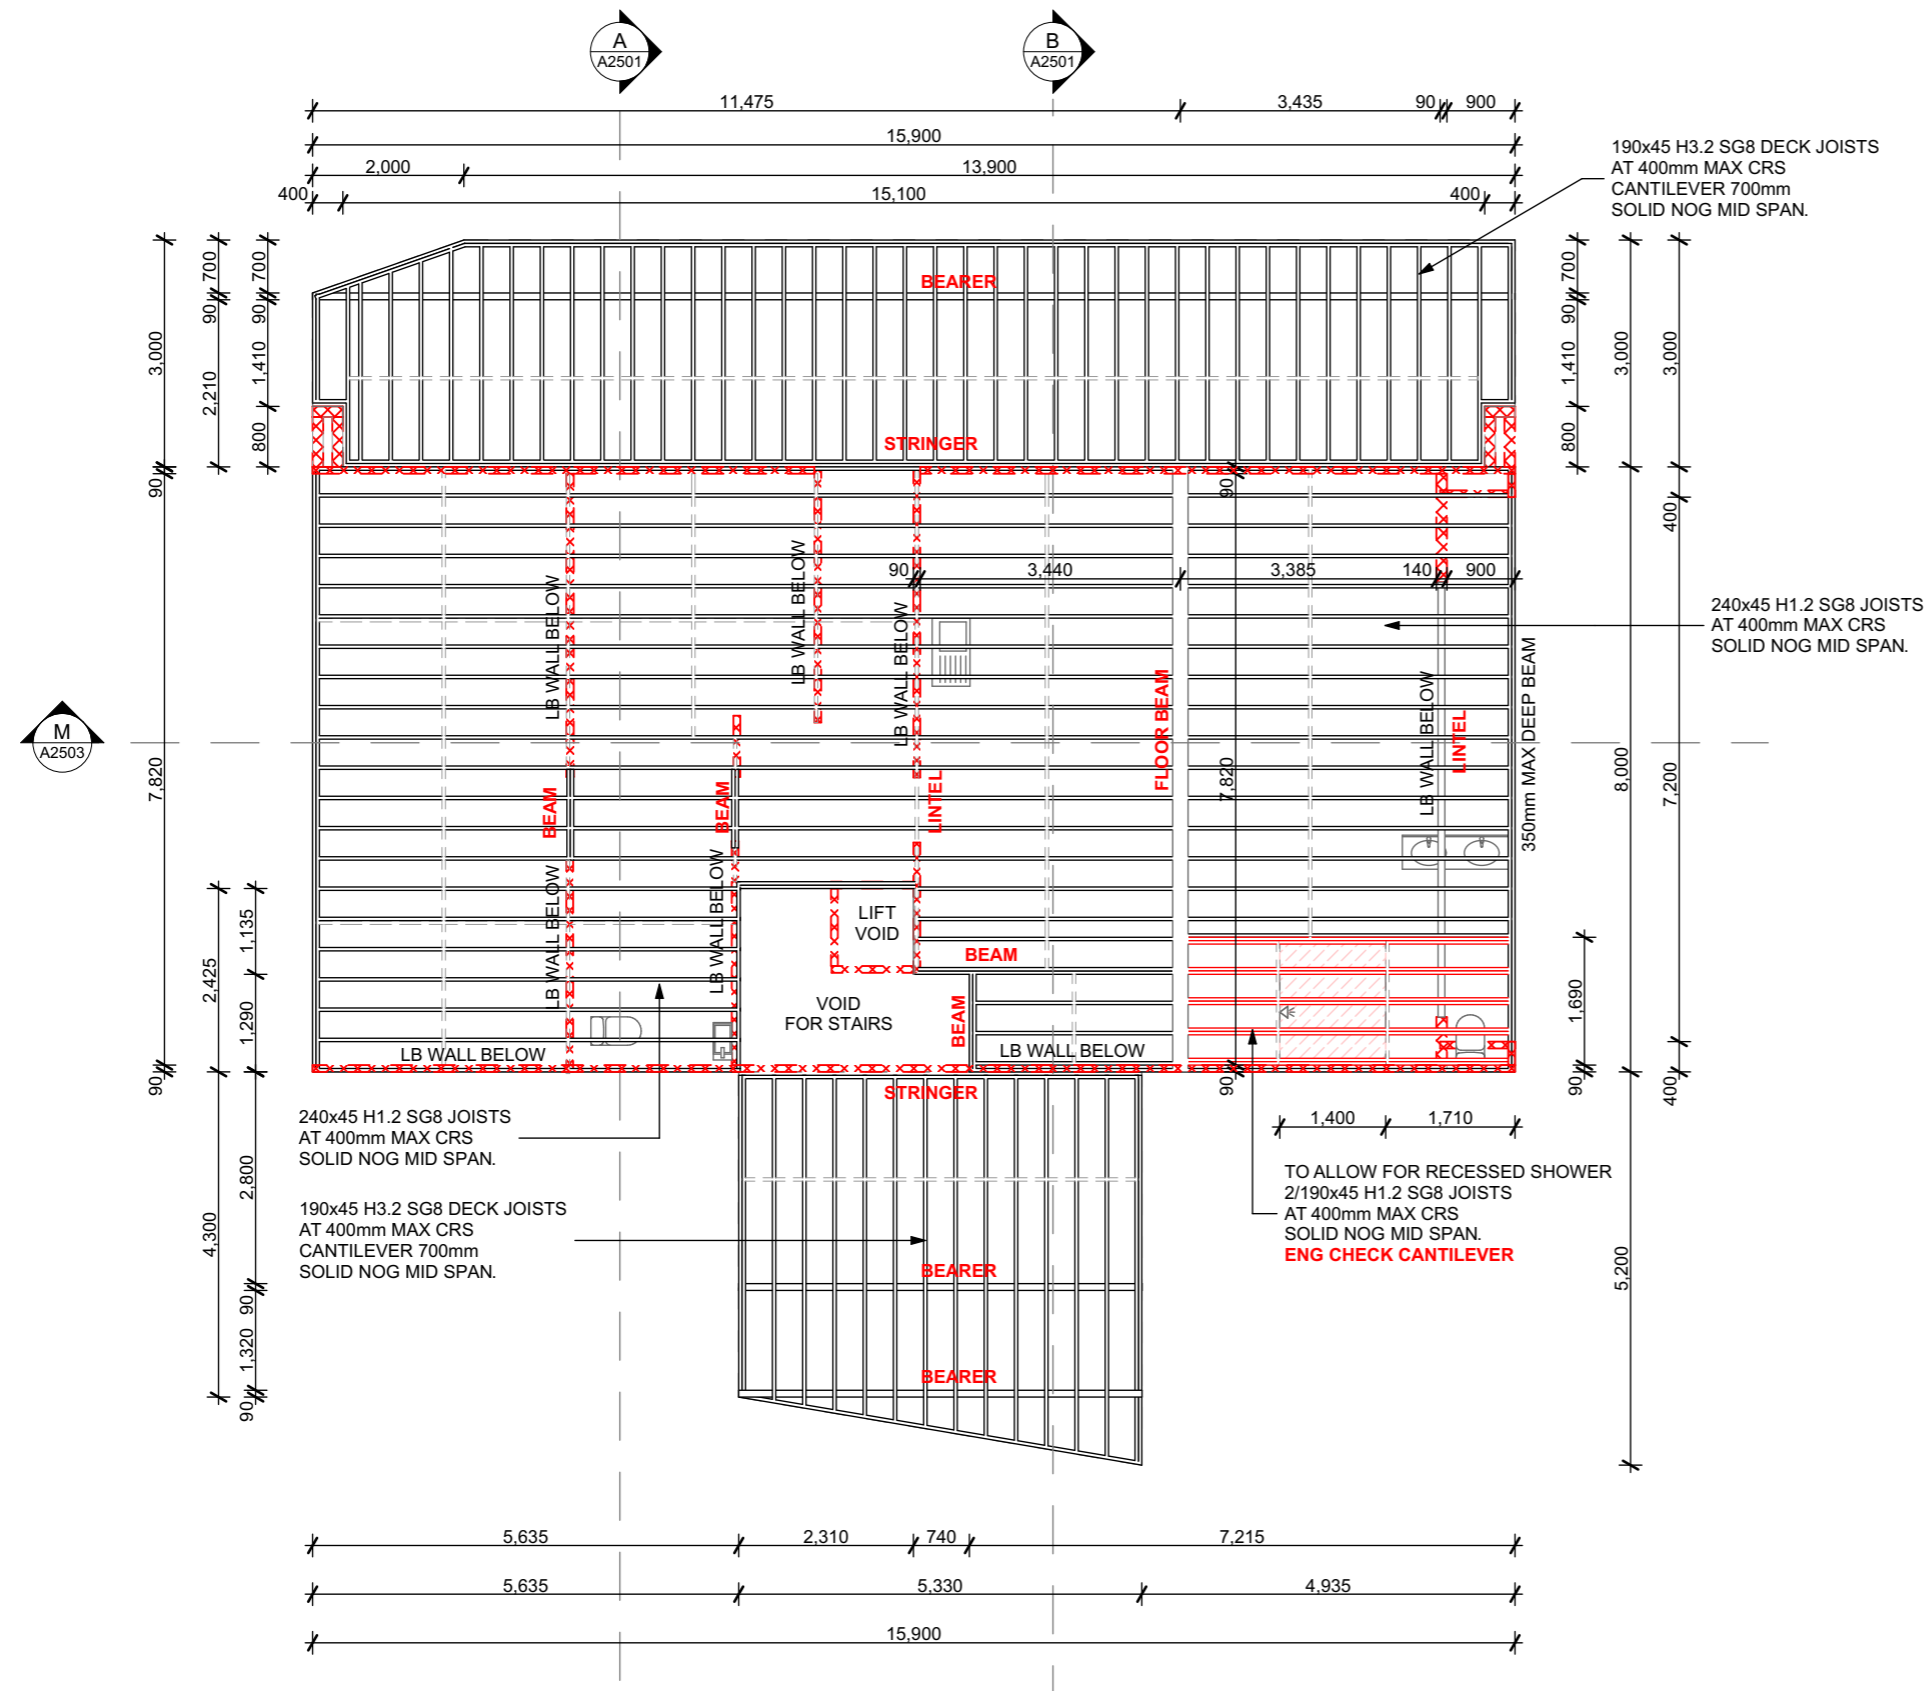 A
A2501
B
A2501
11,475
3,435
90
900
15,900
2,000
13,900
400
15,100
400
190x45 H3.2 SG8 DECK JOISTS
AT 400mm MAX CRS
CANTILEVER 700mm
SOLID NOG MID SPAN.
3,000
2,210
90
700
90
1,410
800
700
90
7,820
90
BEARER
STRINGER
700
90
1,410
800
3,000
8,000
5,200
3,000
400
7,200
400
90
7,820
90
90
3,440
3,385
140
900
LB WALL BELOW
LB WALL BELOW
LB WALL BELOW
FLOOR BEAM
LB WALL BELOW
LINTEL
350mm MAX DEEP BEAM
240x45 H1.2 SG8 JOISTS
AT 400mm MAX CRS
SOLID NOG MID SPAN.
M
A2503
BEAM
BEAM
LINTEL
LB WALL BELOW
LB WALL BELOW
LIFT
VOID
BEAM
VOID
FOR STAIRS
BEAM
LB WALL BELOW
LB WALL BELOW
2,425
4,300
1,135
1,290
2,800
90
1,320
90
1,690
90
STRINGER
240x45 H1.2 SG8 JOISTS
AT 400mm MAX CRS
SOLID NOG MID SPAN.
1,400
1,710
190x45 H3.2 SG8 DECK JOISTS
AT 400mm MAX CRS
CANTILEVER 700mm
SOLID NOG MID SPAN.
TO ALLOW FOR RECESSED SHOWER
2/190x45 H1.2 SG8 JOISTS
AT 400mm MAX CRS
SOLID NOG MID SPAN.
ENG CHECK CANTILEVER
BEARER
BEARER
5,635
2,310
740
7,215
5,635
5,330
4,935
15,900